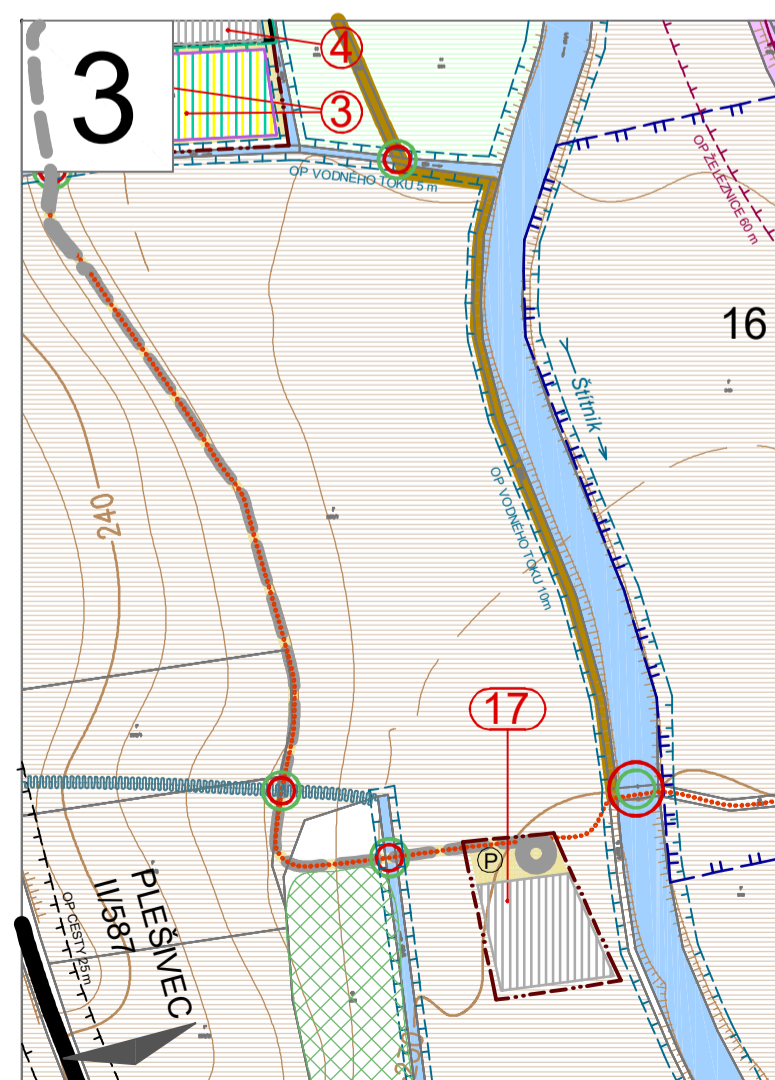 3
4
3
OP VODNÉHO TOKU 5 m
OP ŽELEZNICE 60 m
16
Štítnik
240
OP VODNÉHO TOKU 10m
17
P
PLEŠIVEC
II/587
OP CESTY 25m